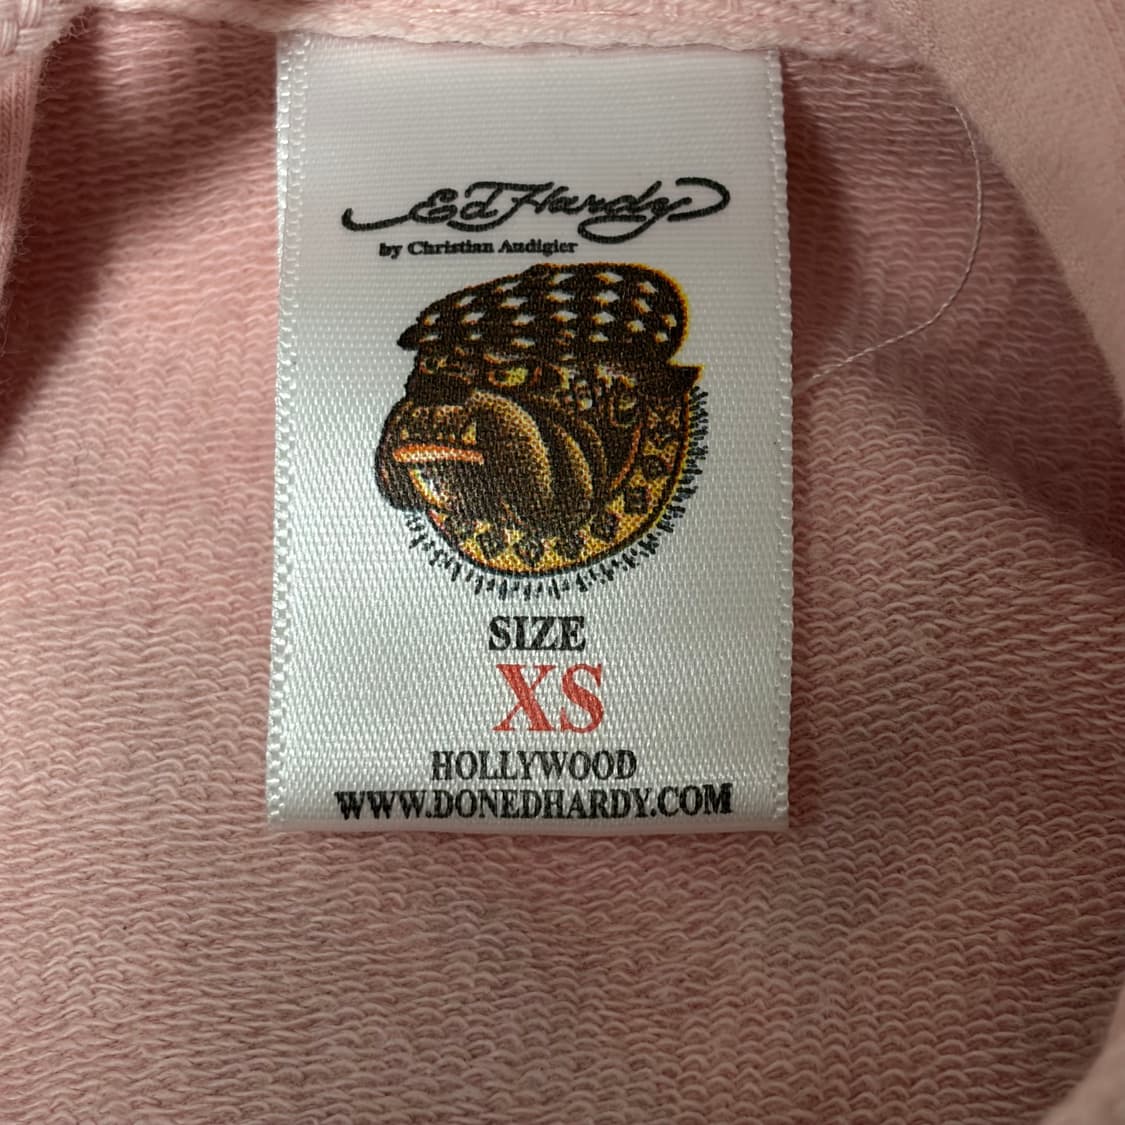 Ed Hardy
by Christian Audigier
SIZE
XS
HOLLYWOOD
WWW.DONEDHARDY.COM